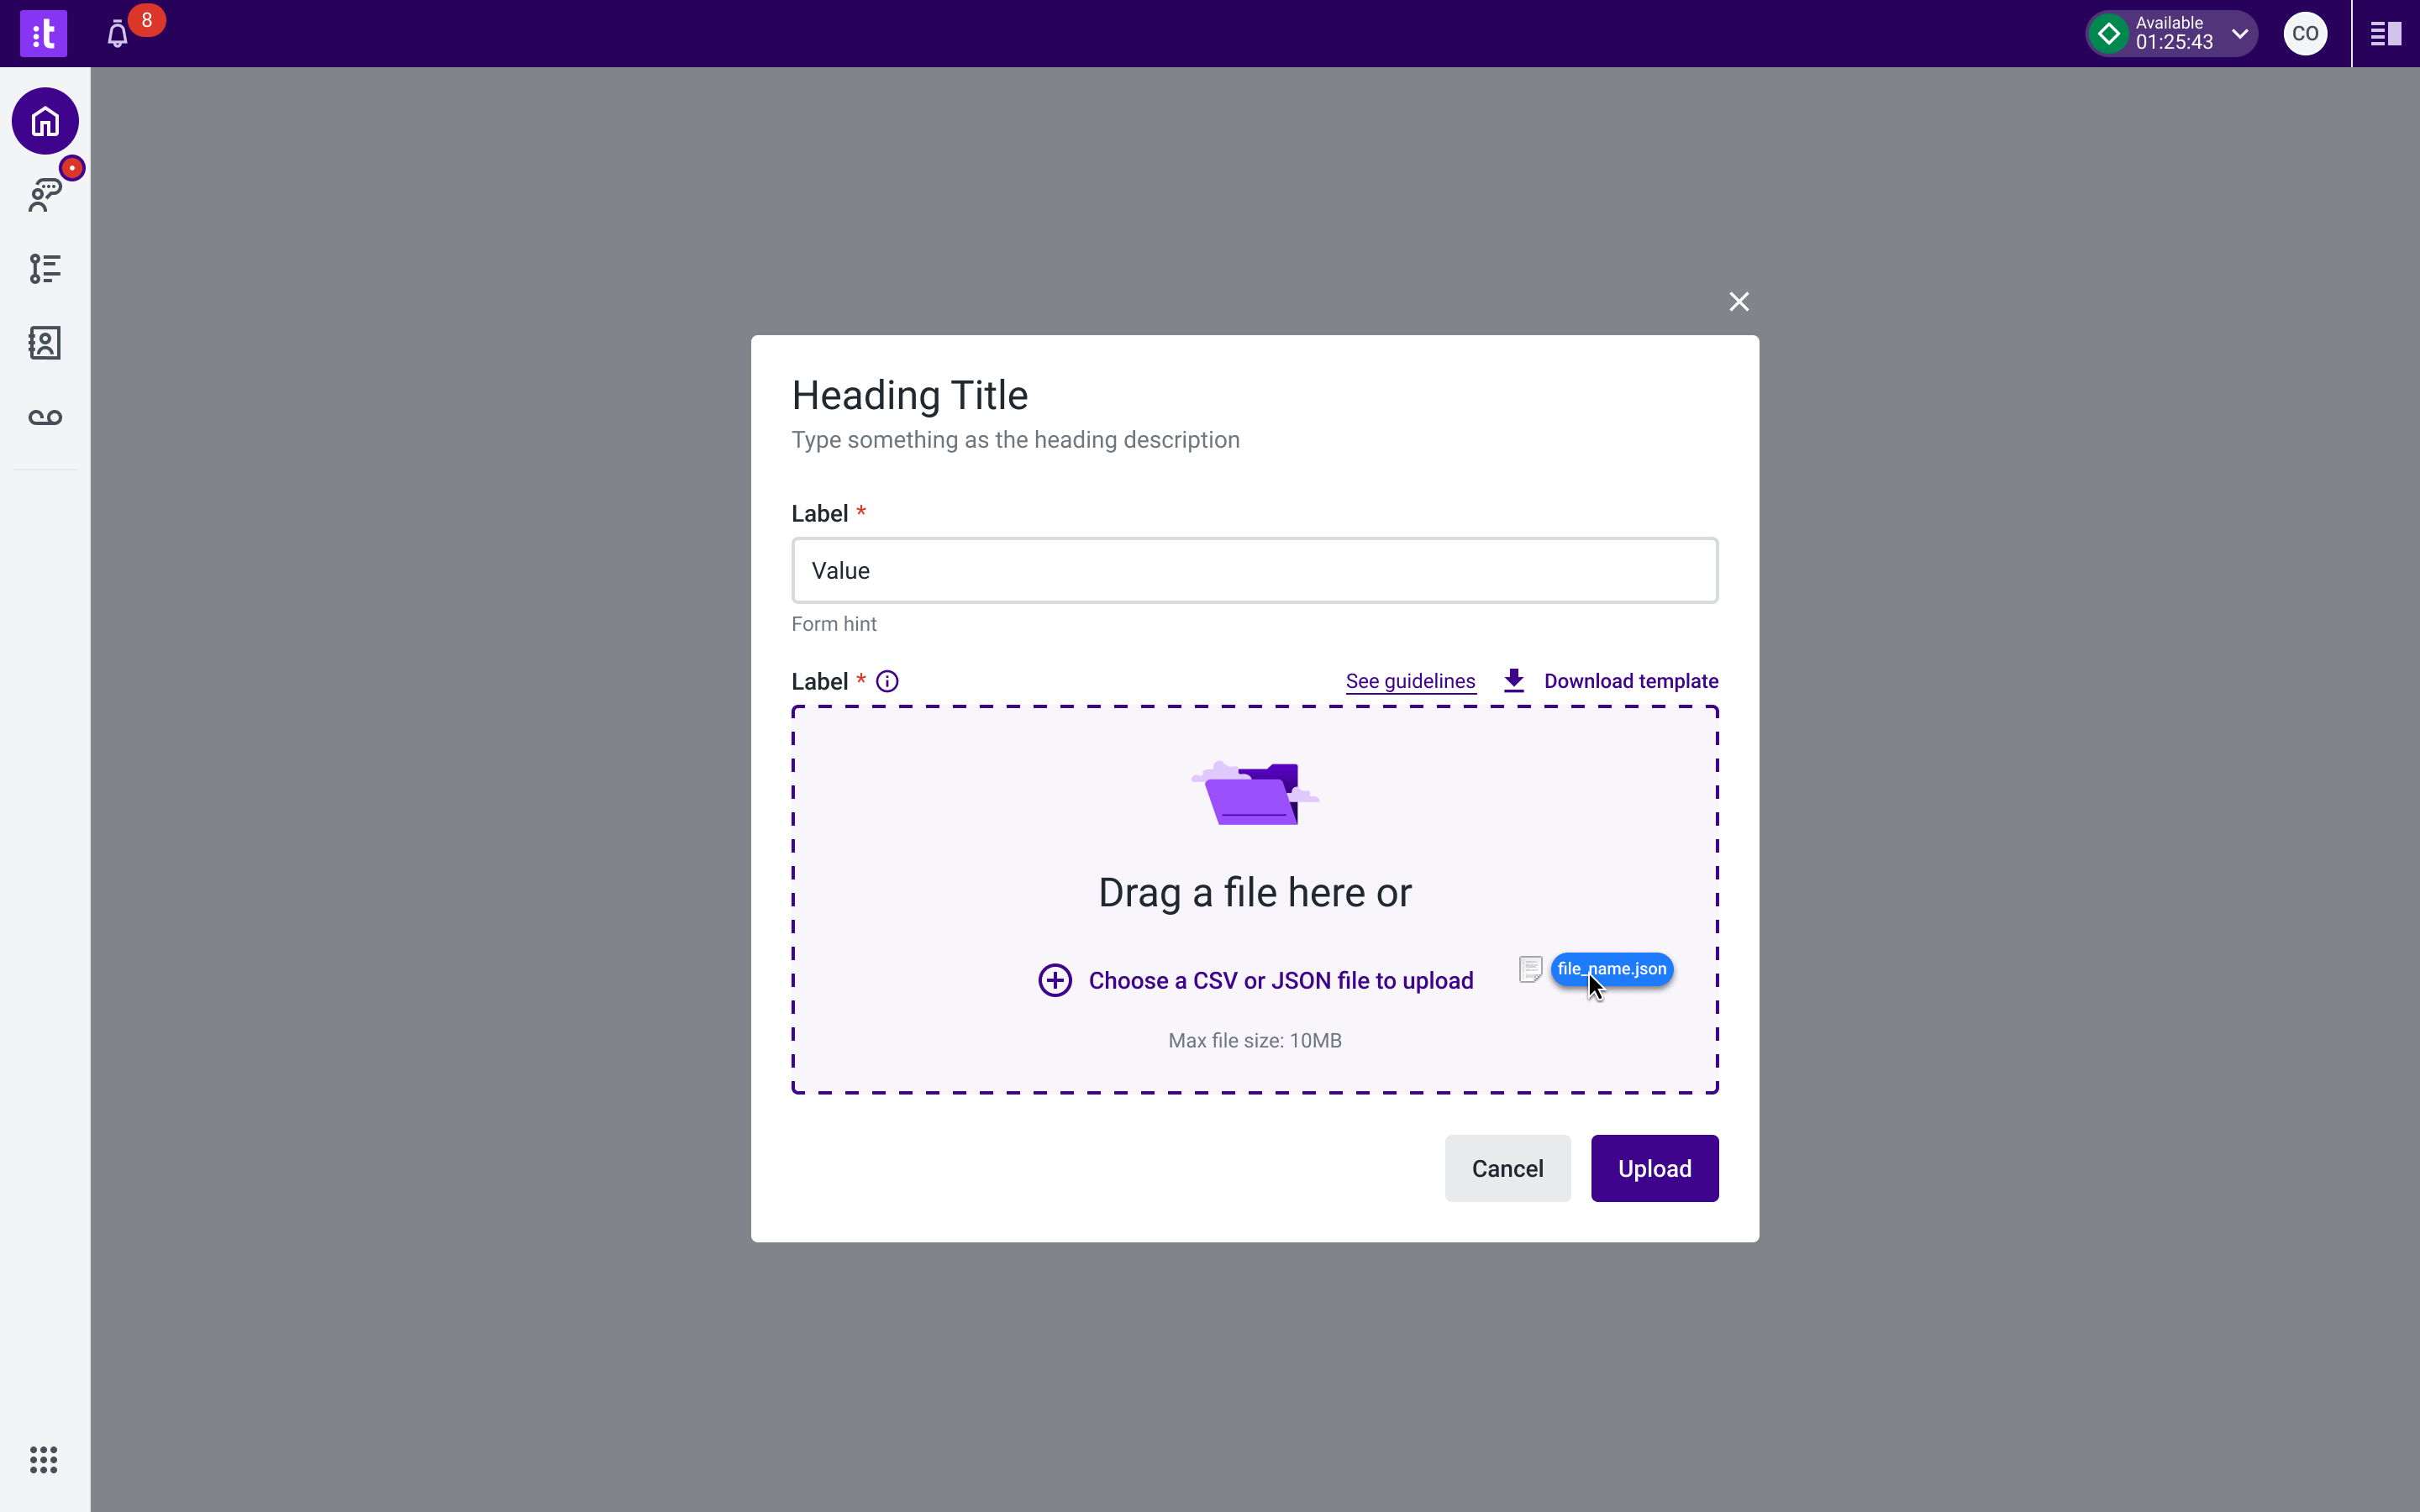 :t
8
Available
01:25:43
CO
Heading Title
Type something as the heading description
Label *
Value
Form hint
Label *
See guidelines
Download template
Drag a file here or
Choose a CSV or JSON file to upload
file_name.json
Max file size: 10MB
Cancel
Upload